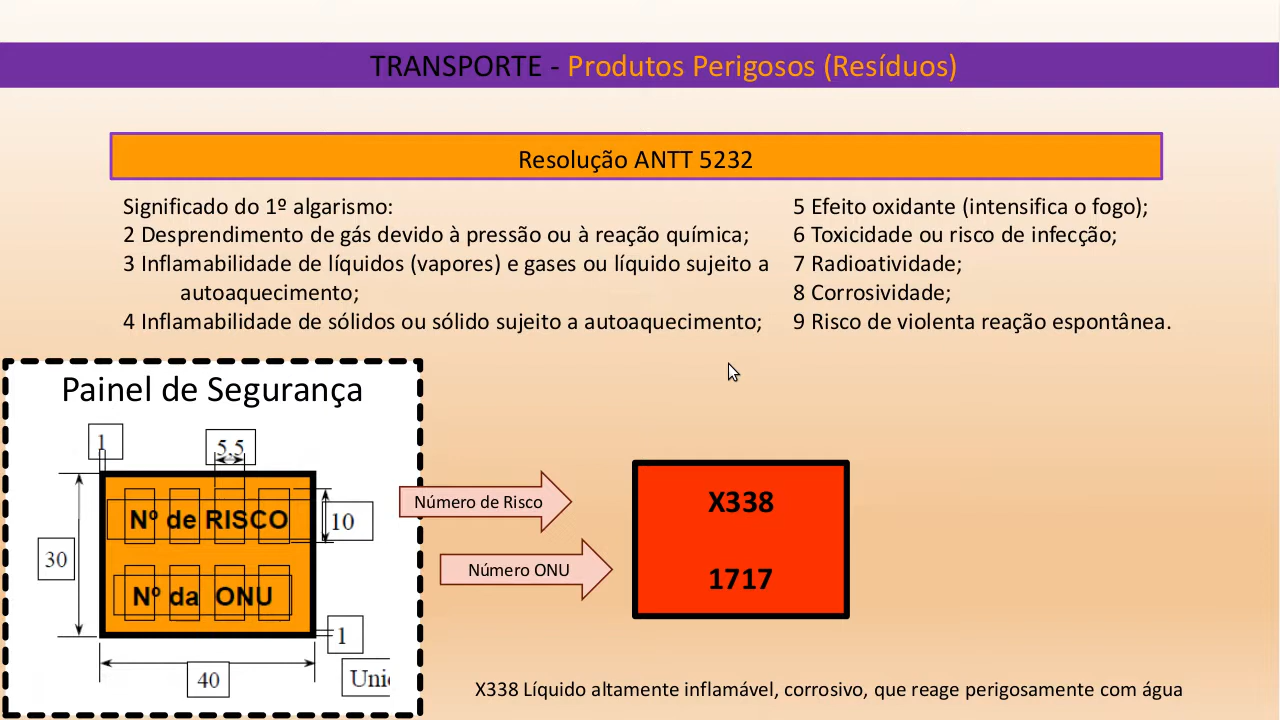 TRANSPORTE - Produtos Perigosos (Resíduos)
Resolução ANTT 5232
Significado do 1º algarismo:
2 Desprendimento de gás devido à pressão ou à reação química;
3 Inflamabilidade de líquidos (vapores) e gases ou líquido sujeito a
autoaquecimento;
4 Inflamabilidade de sólidos ou sólido sujeito a autoaquecimento;
5 Efeito oxidante (intensifica o fogo);
6 Toxicidade ou risco de infecção;
7 Radioatividade;
8 Corrosividade;
9 Risco de violenta reação espontânea.
Painel de Segurança
1
5,5
Nº de RISCO
10
30
Nº da ONU
1
40
Número de Risco
Número ONU
X338
1717
X338 Líquido altamente inflamável, corrosivo, que reage perigosamente com água